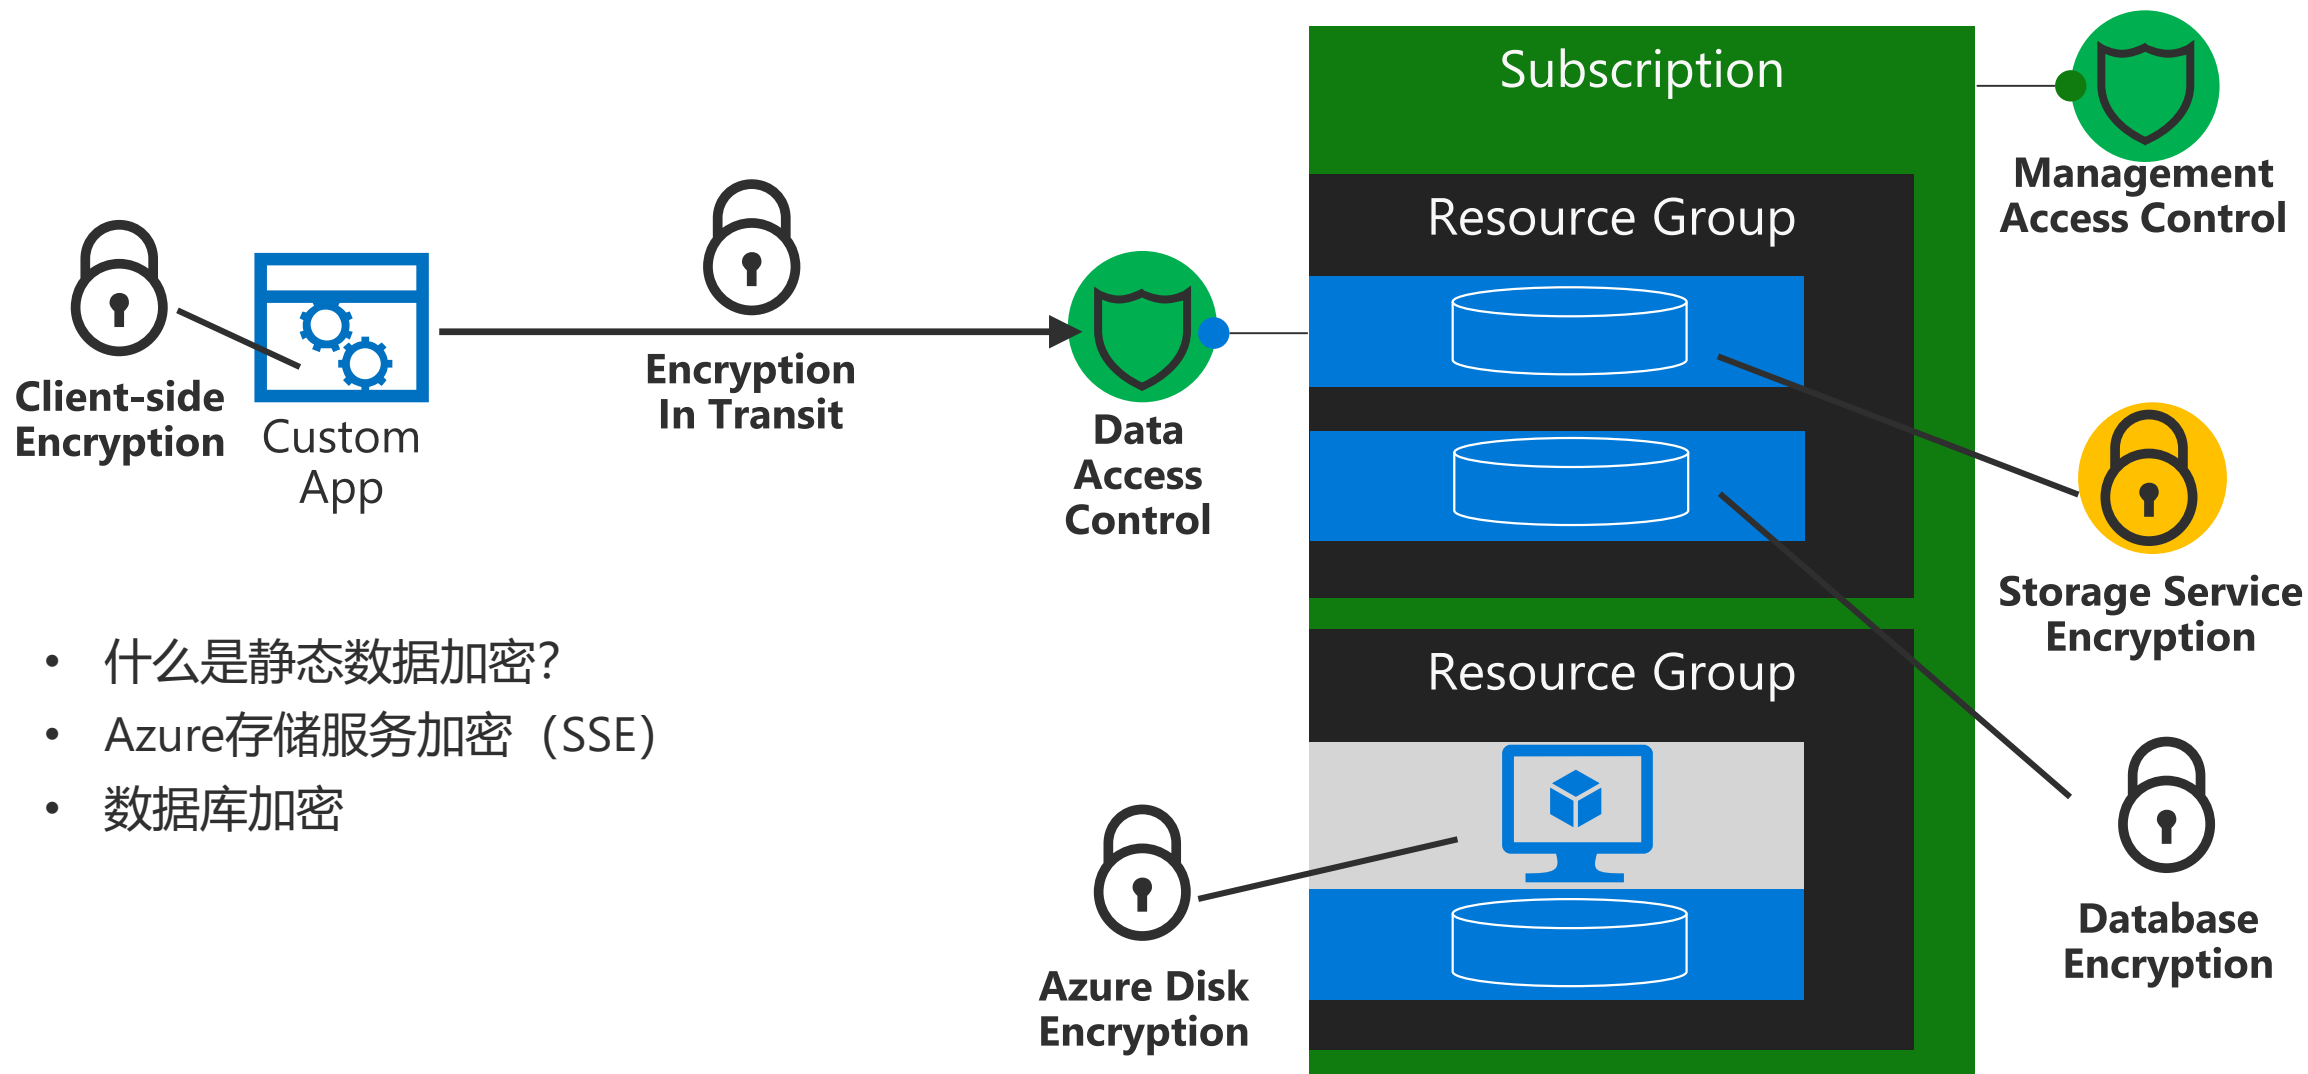 Subscription
Management
Access Control
Resource Group
Client-side
Encryption
Custom
App
Encryption
In Transit
Data
Access
Control
Storage Service
Encryption
• 什么是静态数据加密?
• Azure存储服务加密（SSE）
• 数据库加密
Resource Group
Database
Encryption
Azure Disk
Encryption